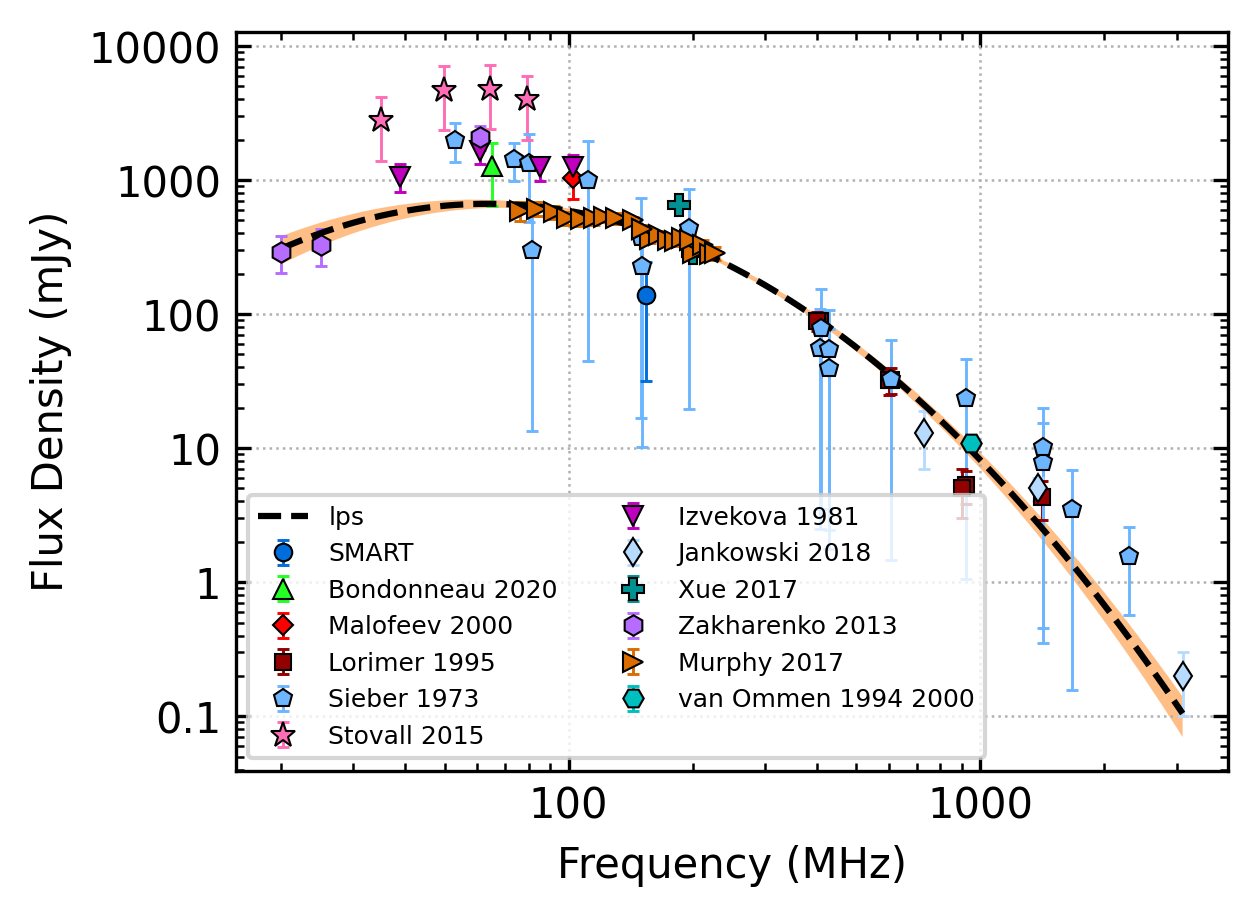 10000
1000
100
10
1
0.1
Flux Density (mJy)
lps
SMART
Bondonneau 2020
Malofeev 2000
Lorimer 1995
Sieber 1973
Stovall 2015
Izvekova 1981
Jankowski 2018
Xue 2017
Zakharenko 2013
Murphy 2017
van Ommen 1994 2000
100
1000
Frequency (MHz)